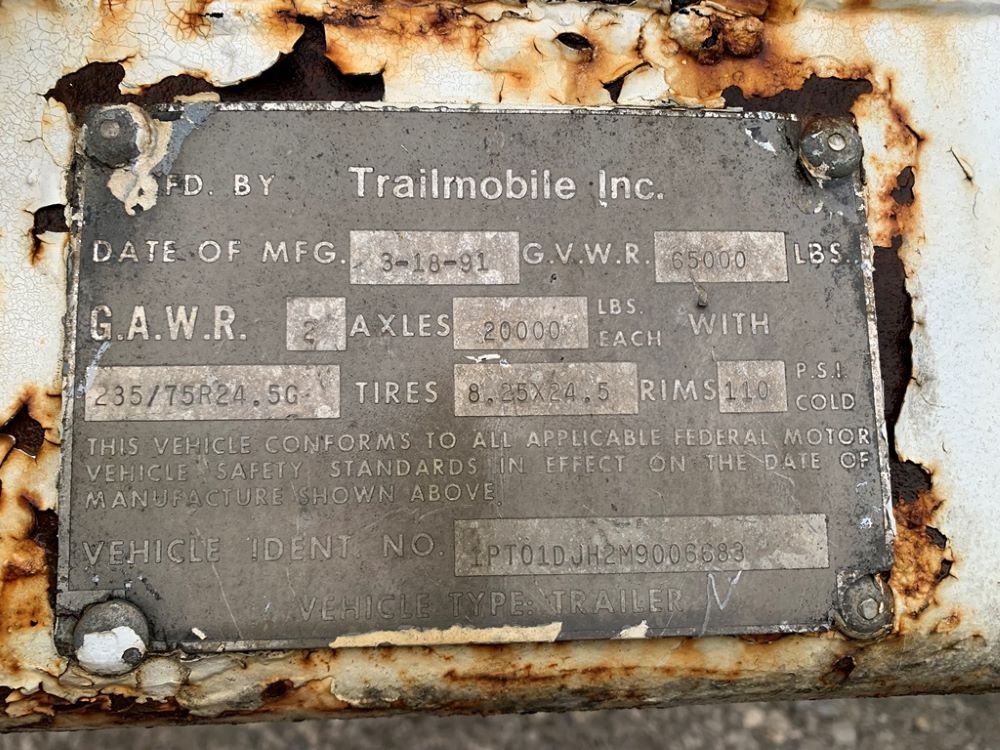 MFD. BY Trailmobile Inc.
DATE OF MFG. 3-18-91 G.V.W.R. 65000 LBS.
G.A.W.R. 2 AXLES 20000 LBS. EACH WITH
235/75R24.5G TIRES 8.25X24.5 RIMS 110 P.S.I. COLD
THIS VEHICLE CONFORMS TO ALL APPLICABLE FEDERAL MOTOR
VEHICLE SAFETY STANDARDS IN EFFECT ON THE DATE OF
MANUFACTURE SHOWN ABOVE.
VEHICLE IDENT. NO. 1PT01DJH2M9006683
VEHICLE TYPE: TRAILER